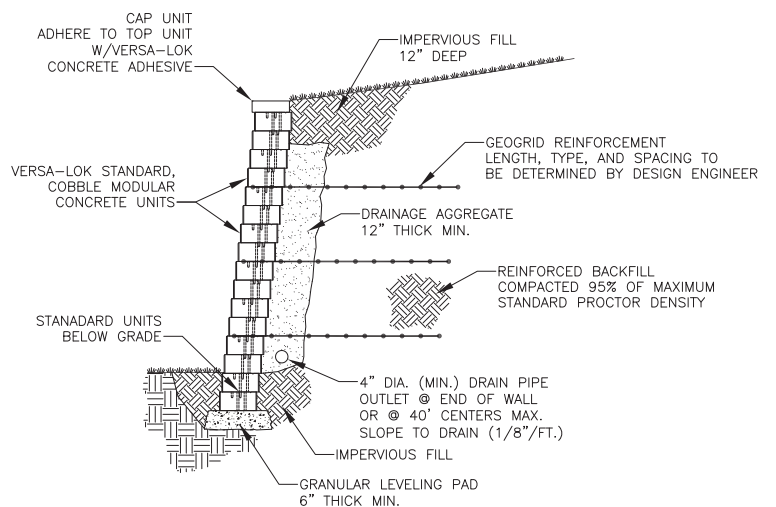 CAP UNIT
ADHERE TO TOP UNIT
W/VERSA-LOK
CONCRETE ADHESIVE
IMPERVIOUS FILL
12" DEEP
GEOGRID REINFORCEMENT
LENGTH, TYPE, AND SPACING TO
BE DETERMINED BY DESIGN ENGINEER
VERSA-LOK STANDARD,
COBBLE MODULAR
CONCRETE UNITS
DRAINAGE AGGREGATE
12" THICK MIN.
REINFORCED BACKFILL
COMPACTED 95% OF MAXIMUM
STANDARD PROCTOR DENSITY
STANADARD UNITS
BELOW GRADE
4" DIA. (MIN.) DRAIN PIPE
OUTLET @ END OF WALL
OR @ 40' CENTERS MAX.
SLOPE TO DRAIN (1/8"/FT.)
IMPERVIOUS FILL
GRANULAR LEVELING PAD
6" THICK MIN.